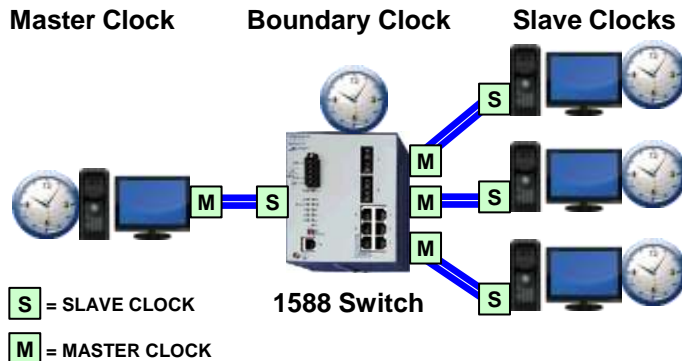 Master Clock
Boundary Clock
Slave Clocks
S
M
S
M
S
M
M
S
S = SLAVE CLOCK
1588 Switch
M = MASTER CLOCK